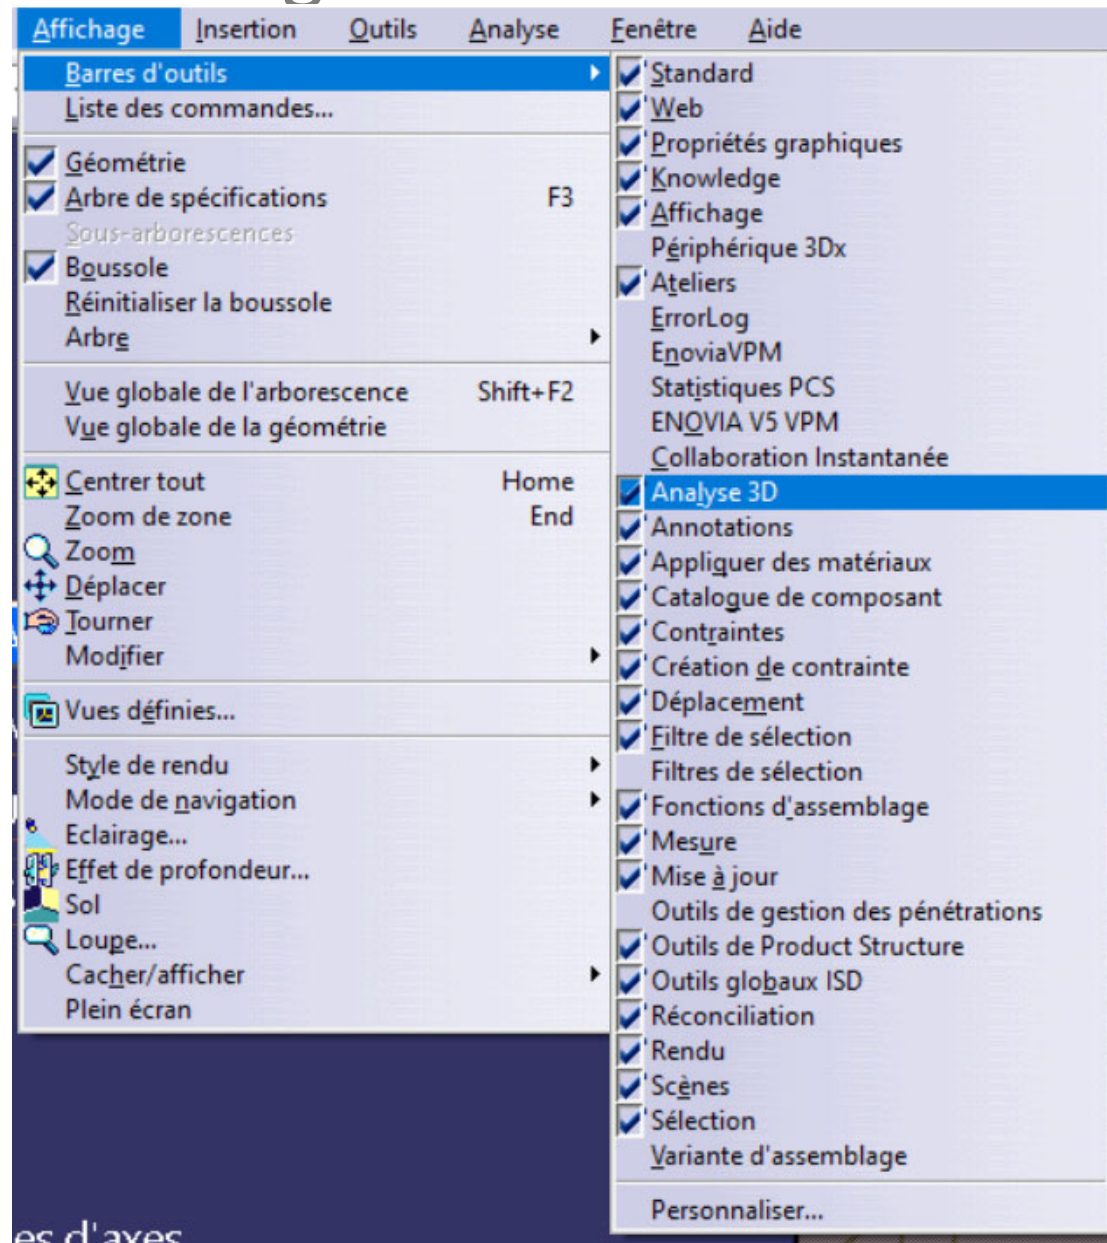 Affichage Insertion Outils Analyse Fenêtre Aide
Barres d'outils
Liste des commandes...
Géométrie
Arbre de spécifications F3
Sous-arborescences
Boussole
Réinitialiser la boussole
Arbre
Vue globale de l'arborescence Shift+F2
Vue globale de la géométrie
Centrer tout Home
Zoom de zone End
Zoom
Déplacer
Tourner
Modifier
Vues définies...
Style de rendu
Mode de navigation
Eclairage...
Effet de profondeur...
Sol
Loupe...
Cacher/afficher
Plein écran
Standard
Web
Propriétés graphiques
Knowledge
Affichage
Périphérique 3Dx
Ateliers
ErrorLog
EnoviaVPM
Statistiques PCS
ENOVIA V5 VPM
Collaboration Instantanée
Analyse 3D
Annotations
Appliquer des matériaux
Catalogue de composant
Contraintes
Création de contrainte
Déplacement
Filtre de sélection
Filtres de sélection
Fonctions d'assemblage
Mesure
Mise à jour
Outils de gestion des pénétrations
Outils de Product Structure
Outils globaux ISD
Réconciliation
Rendu
Scènes
Sélection
Variante d'assemblage
Personnaliser...
es d'axes